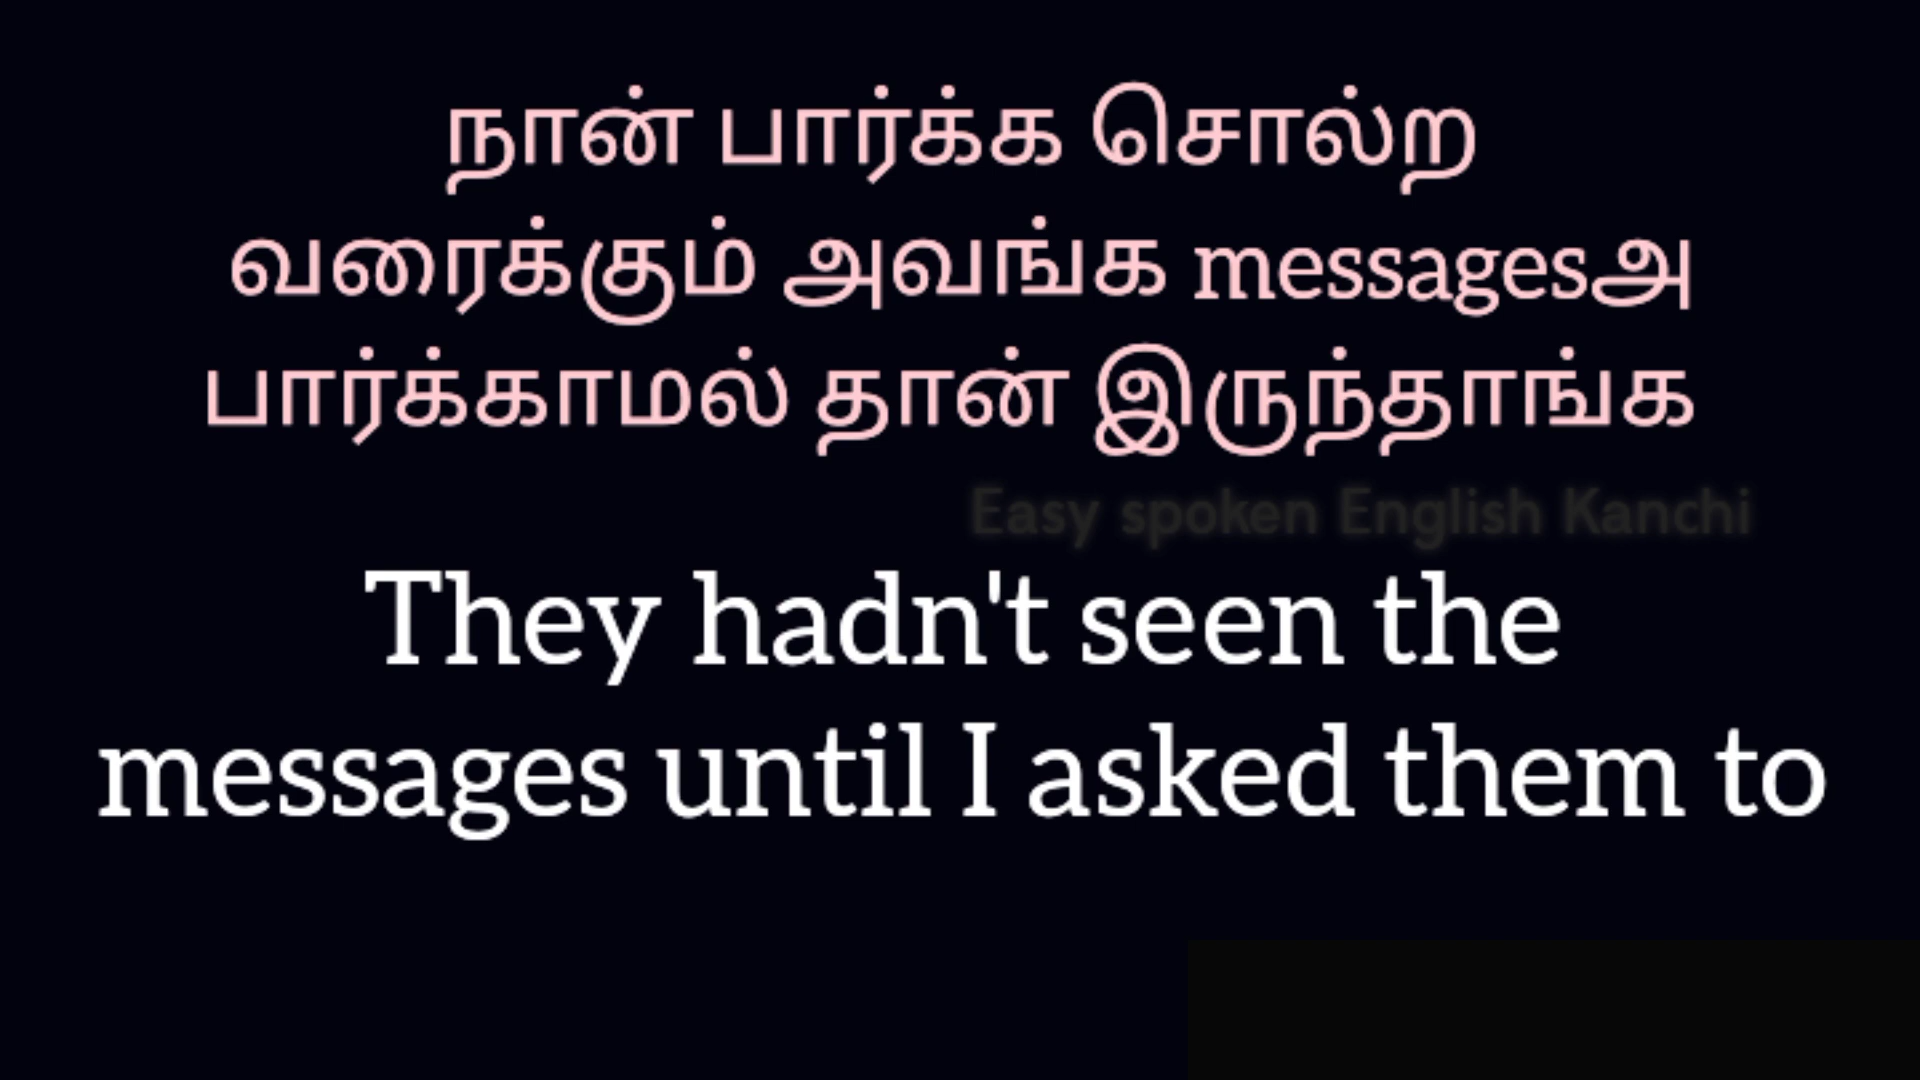 நான் பார்க்க சொல்ற
வரைக்கும் அவங்க messagesஅ
பார்க்காமல் தான் இருந்தாங்க
Easy spoken English Kanchi
They hadn't seen the
messages until I asked them to